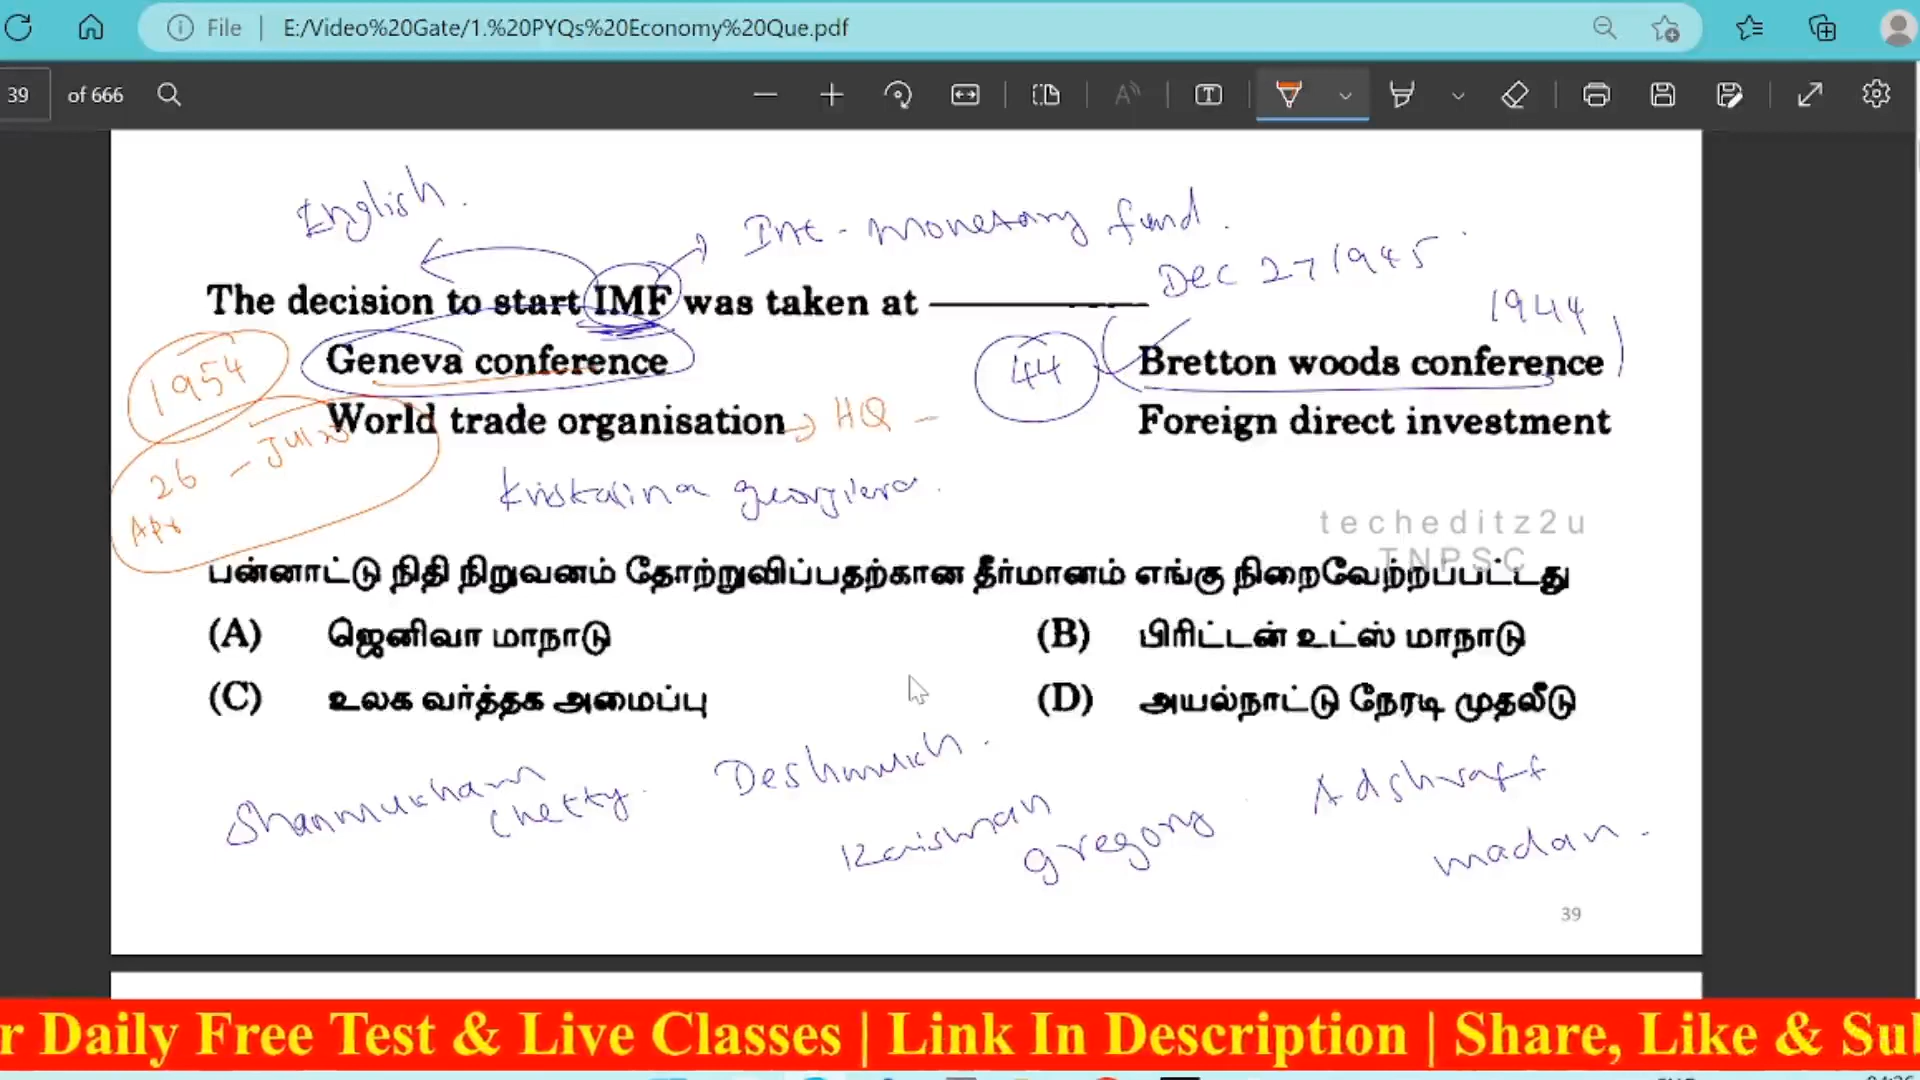 File E:/Video%20Gate/1.%20PYQs%20Economy%20Que.pdf
39 of 666
English.
Int - Monetary fund.
Dec 27 1945
The decision to start IMF was taken at
1944
1954
Geneva conference
44
Bretton woods conference
World trade organisation
HQ -
Foreign direct investment
26 -
Apr
Kristalina
techeditz2u
TNPSC
பன்னாட்டு நிதி நிறுவனம் தோற்றுவிப்பதற்கான தீர்மானம் எங்கு நிறைவேற்றப்பட்டது
(A) ஜெனிவா மாநாடு (B) பிரிட்டன் உட்ஸ் மாநாடு
(C) உலக வர்த்தக அமைப்பு (D) அயல்நாட்டு நேரடி முதலீடு
Shanmukham Chetty.
Deshmukh.
gregory
madan.
39
r Daily Free Test & Live Classes | Link In Description | Share, Like & Su